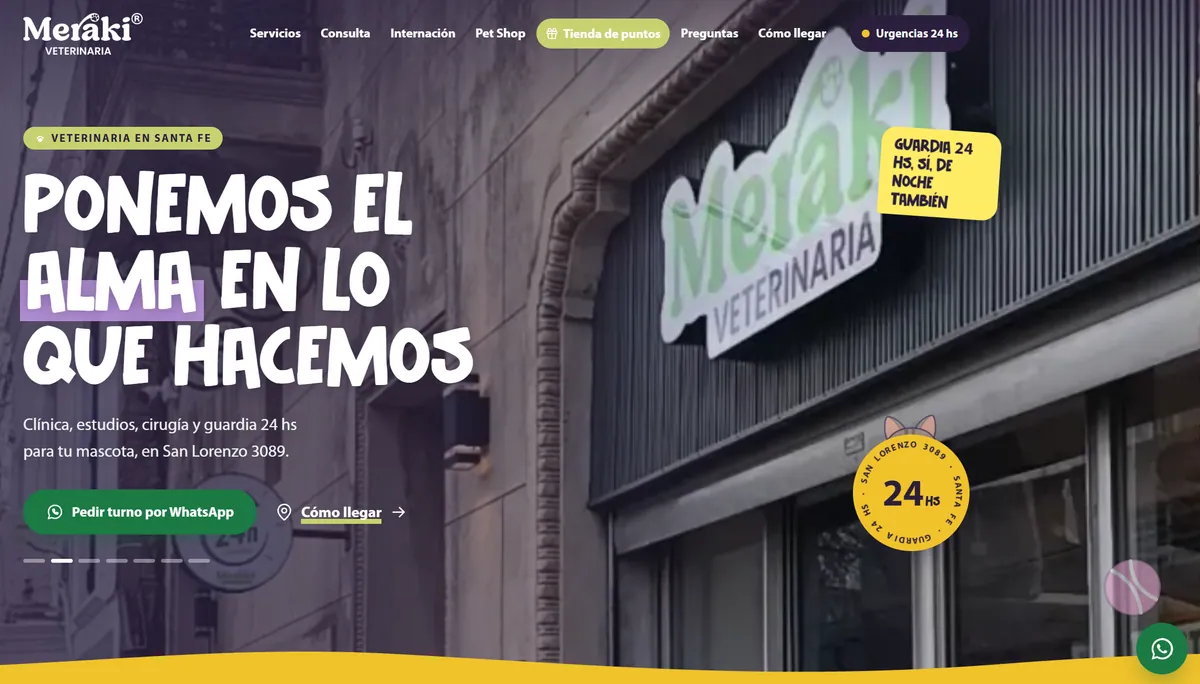 Meraki®
VETERINARIA
Servicios
Consulta
Internación
Pet Shop
Tienda de puntos
Preguntas
Cómo llegar
Urgencias 24 hs
VETERINARIA EN SANTA FE
PONEMOS EL
ALMA EN LO
QUE HACEMOS
Clínica, estudios, cirugía y guardia 24 hs
para tu mascota, en San Lorenzo 3089.
Pedir turno por WhatsApp
Cómo llegar
Meraki
VETERINARIA
GUARDIA 24
HS, SÍ, DE
NOCHE
TAMBIÉN
SAN LORENZO 3089 · SANTA FE · GUARDIA 24 HS ·
24 HS
24h